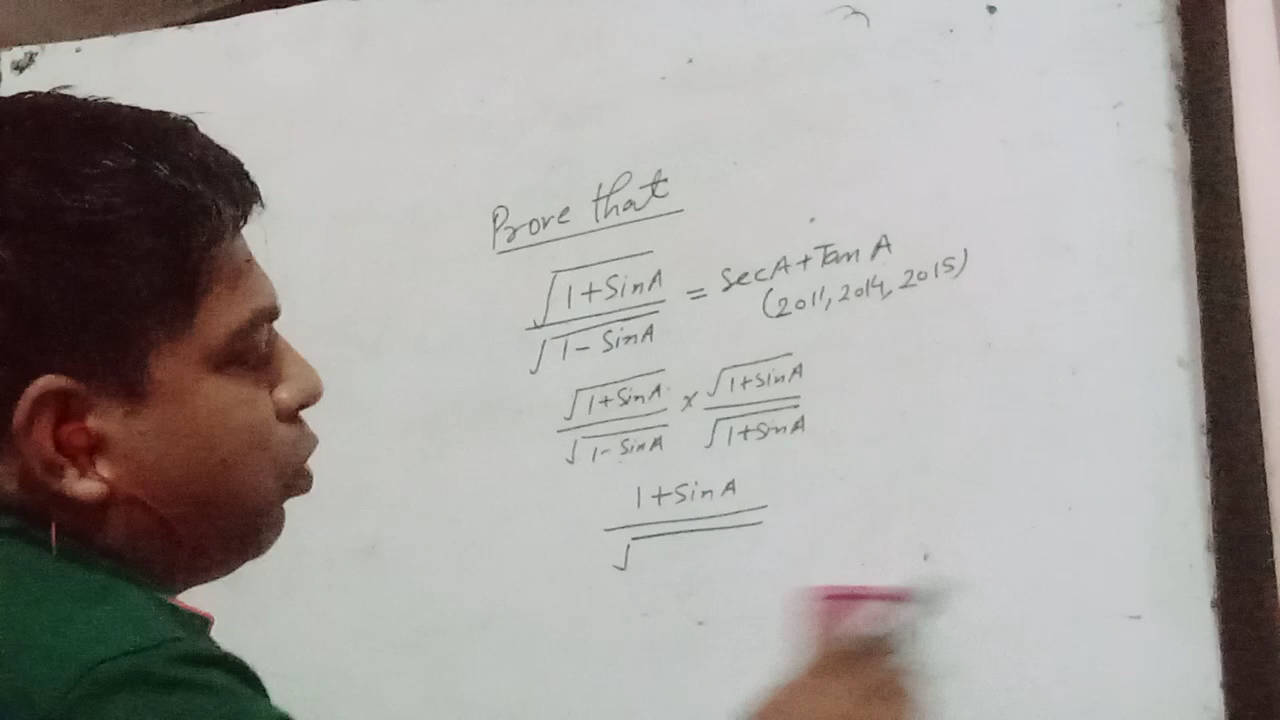 Prove that
√1+SinA / √1-SinA = SecA+TanA
(2011, 2014, 2015)
√1+SinA / √1-SinA × √1+SinA / √1+SinA
1+SinA / √